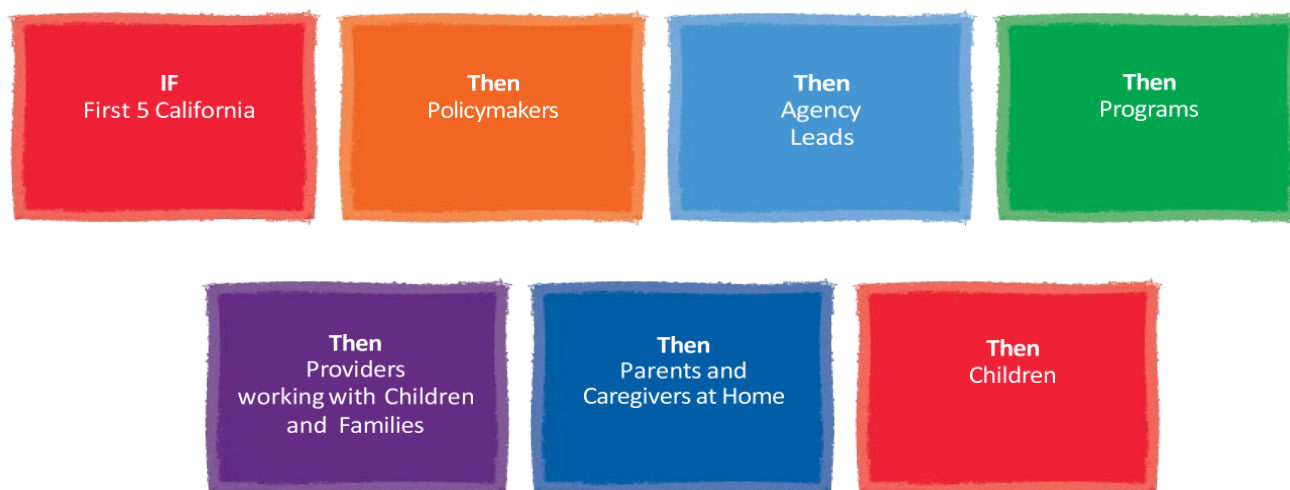 IF
First 5 California
Then
Policymakers
Then
Agency
Leads
Then
Programs
Then
Providers
working with Children
and Families
Then
Parents and
Caregivers at Home
Then
Children